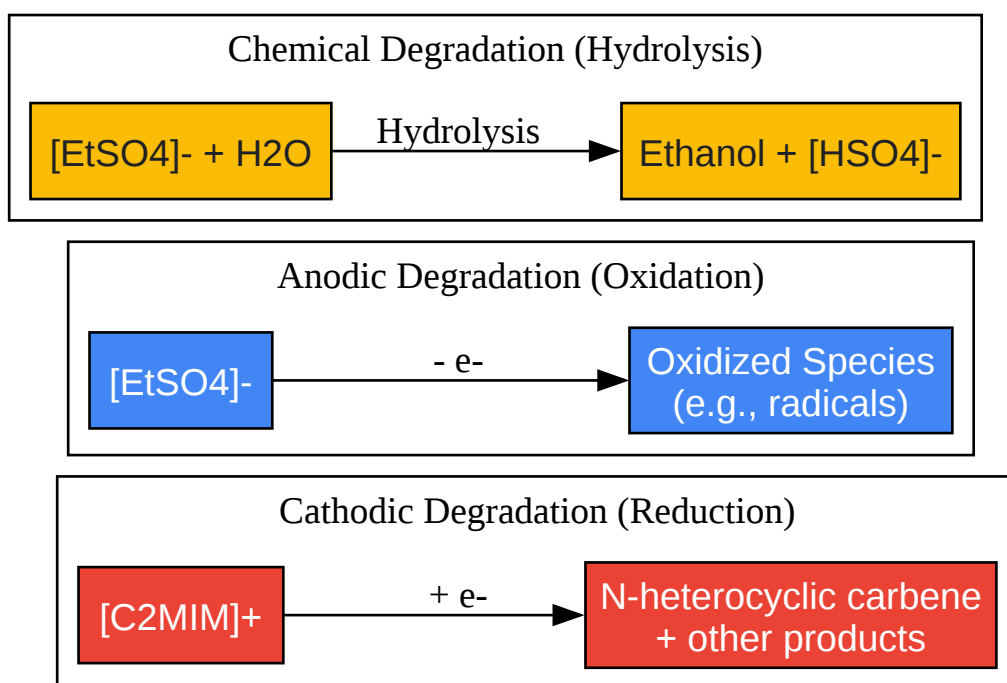 Chemical Degradation (Hydrolysis)
[EtSO4]- + H2O
Hydrolysis
Ethanol + [HSO4]-
Anodic Degradation (Oxidation)
[EtSO4]-
- e-
Oxidized Species
(e.g., radicals)
Cathodic Degradation (Reduction)
[C2MIM]+
+ e-
N-heterocyclic carbene
+ other products